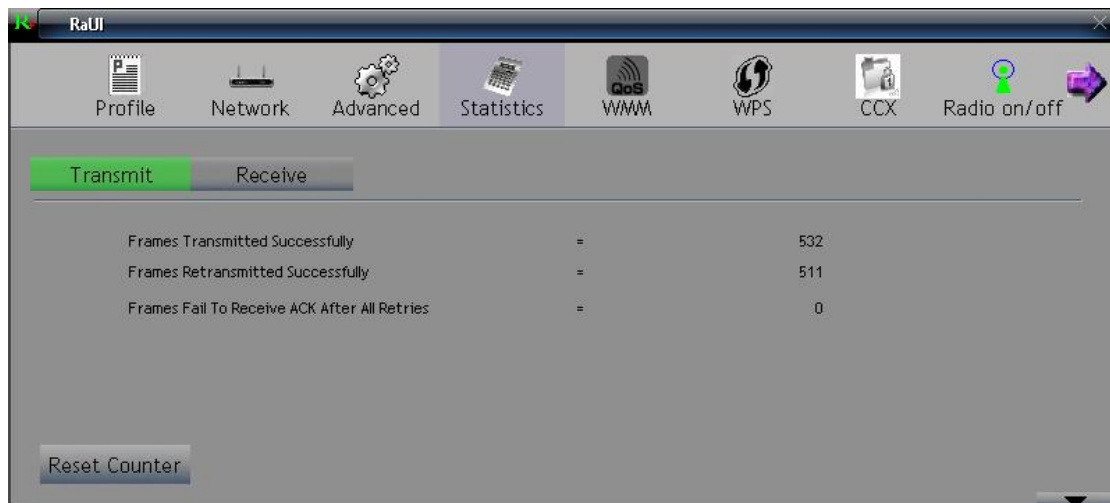 RaUI
Profile Network Advanced Statistics WMM WPS CCX Radio on/off
P
QoS
Transmit Receive
Frames Transmitted Successfully = 532
Frames Retransmitted Successfully = 511
Frames Fail To Receive ACK After All Retries = 0
Reset Counter